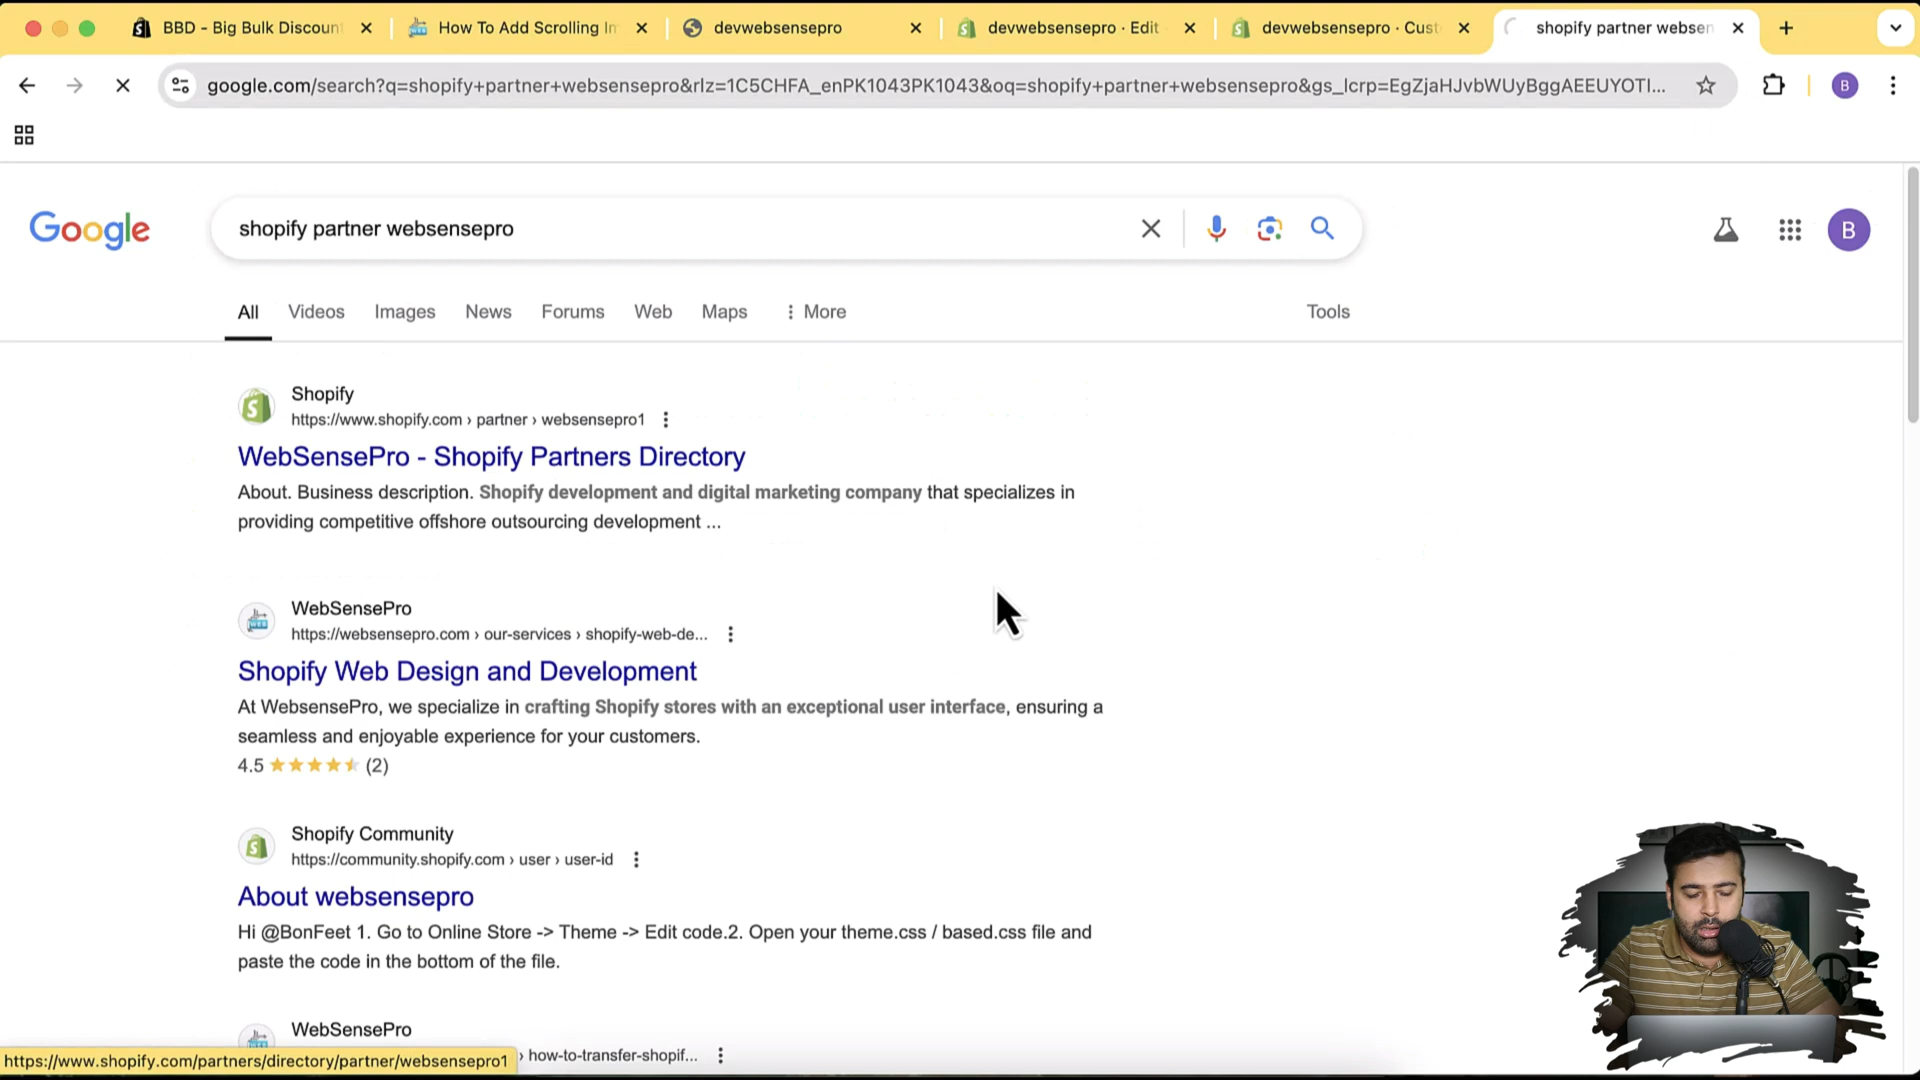 BBD - Big Bulk Discount
How To Add Scrolling Im
devwebsensepro
devwebsensepro · Edit
devwebsensepro · Cust
shopify partner websen
google.com/search?q=shopify+partner+websensepro&rlz=1C5CHFA_enPK1043PK1043&oq=shopify+partner+websensepro&gs_lcrp=EgZjaHJvbWUyBggAEEUYOTI...
B
Google
shopify partner websensepro
B
All
Videos
Images
News
Forums
Web
Maps
More
Tools
Shopify
https://www.shopify.com › partner › websensepro1
WebSensePro - Shopify Partners Directory
About. Business description. Shopify development and digital marketing company that specializes in
providing competitive offshore outsourcing development ...
WebSensePro
https://websensepro.com › our-services › shopify-web-de...
Shopify Web Design and Development
At WebsensePro, we specialize in crafting Shopify stores with an exceptional user interface, ensuring a
seamless and enjoyable experience for your customers.
4.5 (2)
Shopify Community
https://community.shopify.com › user › user-id
About websensepro
Hi @BonFeet 1. Go to Online Store -> Theme -> Edit code.2. Open your theme.css / based.css file and
paste the code in the bottom of the file.
WebSensePro
› how-to-transfer-shopif...
https://www.shopify.com/partners/directory/partner/websensepro1